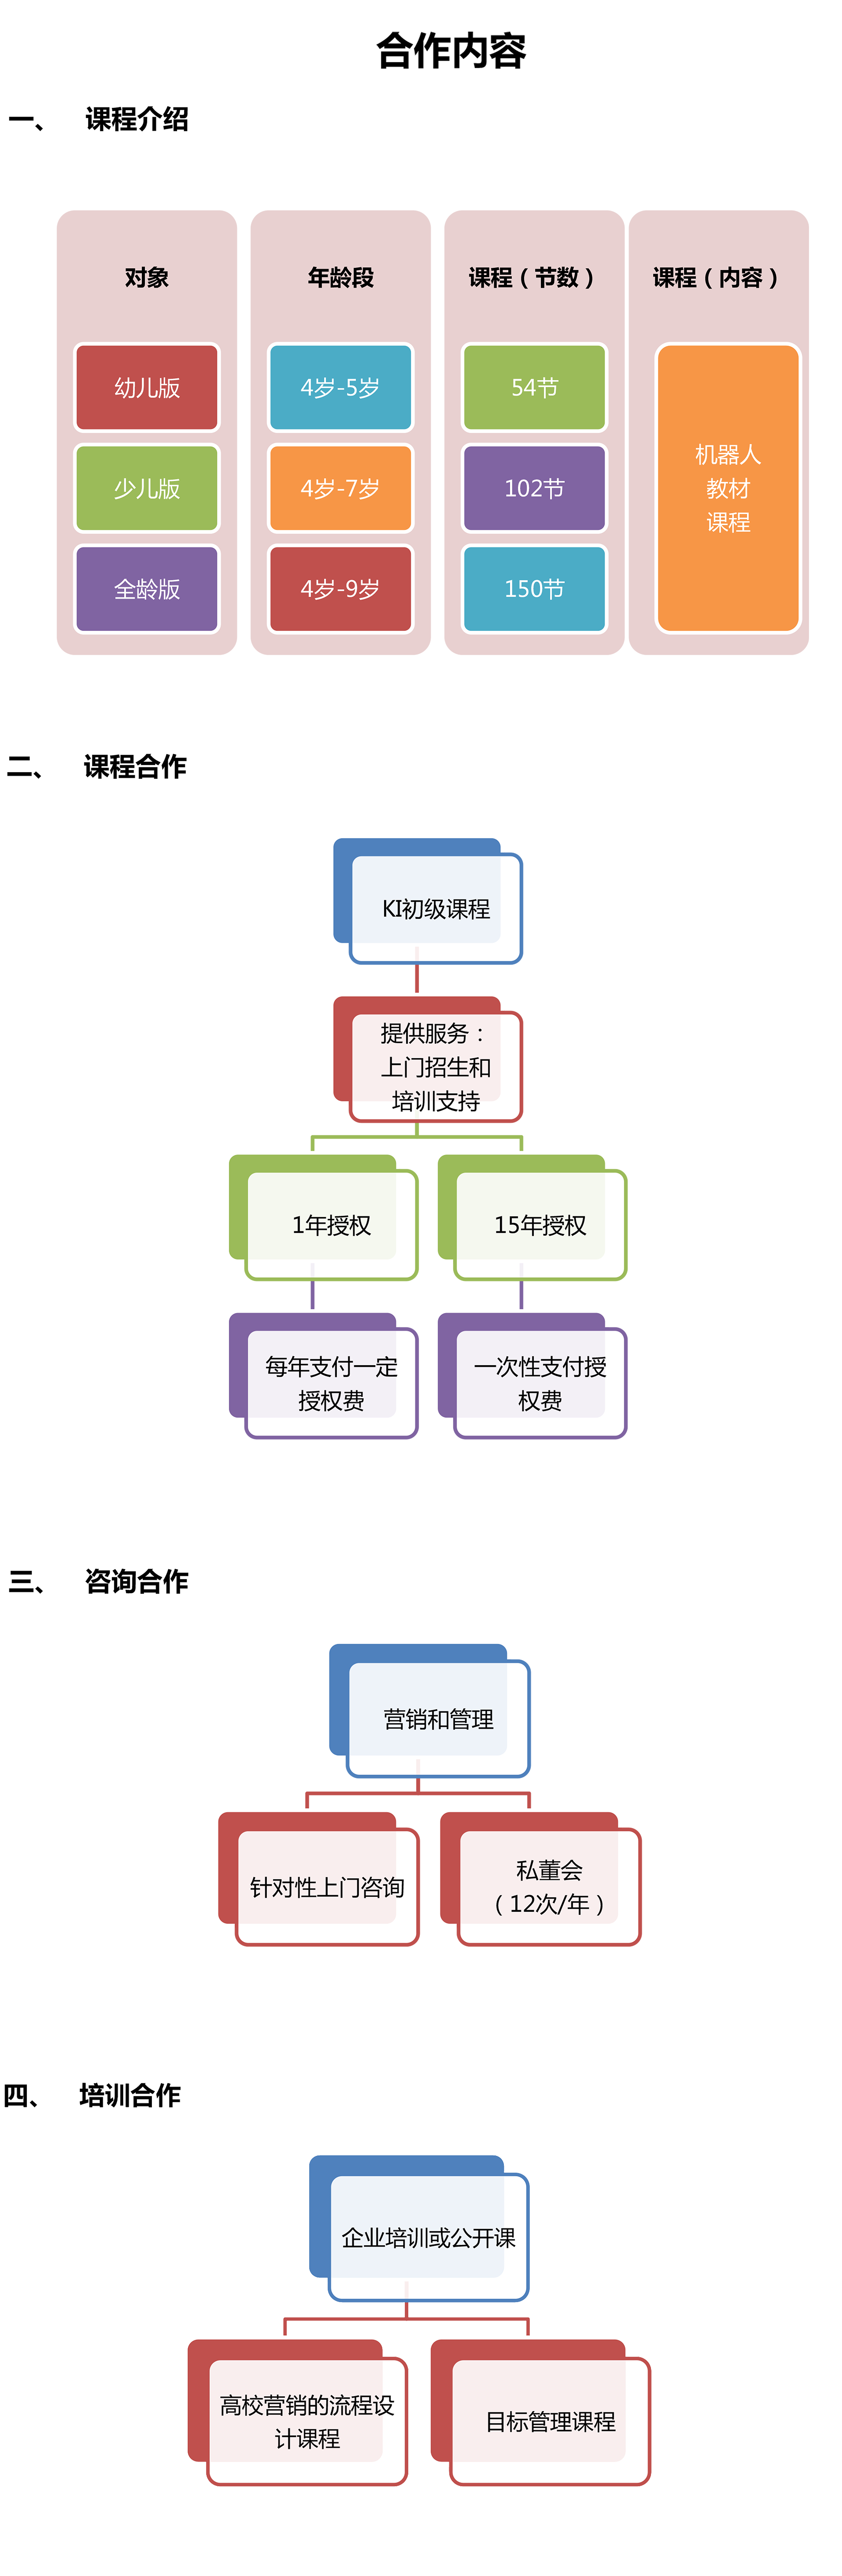 合作内容
一、 课程介绍
对象 年龄段 课程（节数） 课程（内容）
幼儿版 4岁-5岁 54节
少儿版 4岁-7岁 102节
全龄版 4岁-9岁 150节
机器人
教材
课程
二、 课程合作
KI初级课程
提供服务：
上门招生和
培训支持
1年授权
15年授权
每年支付一定
授权费
一次性支付授
权费
三、 咨询合作
营销和管理
针对性上门咨询
私董会
（12次/年）
四、 培训合作
企业培训或公开课
高校营销的流程设
计课程
目标管理课程